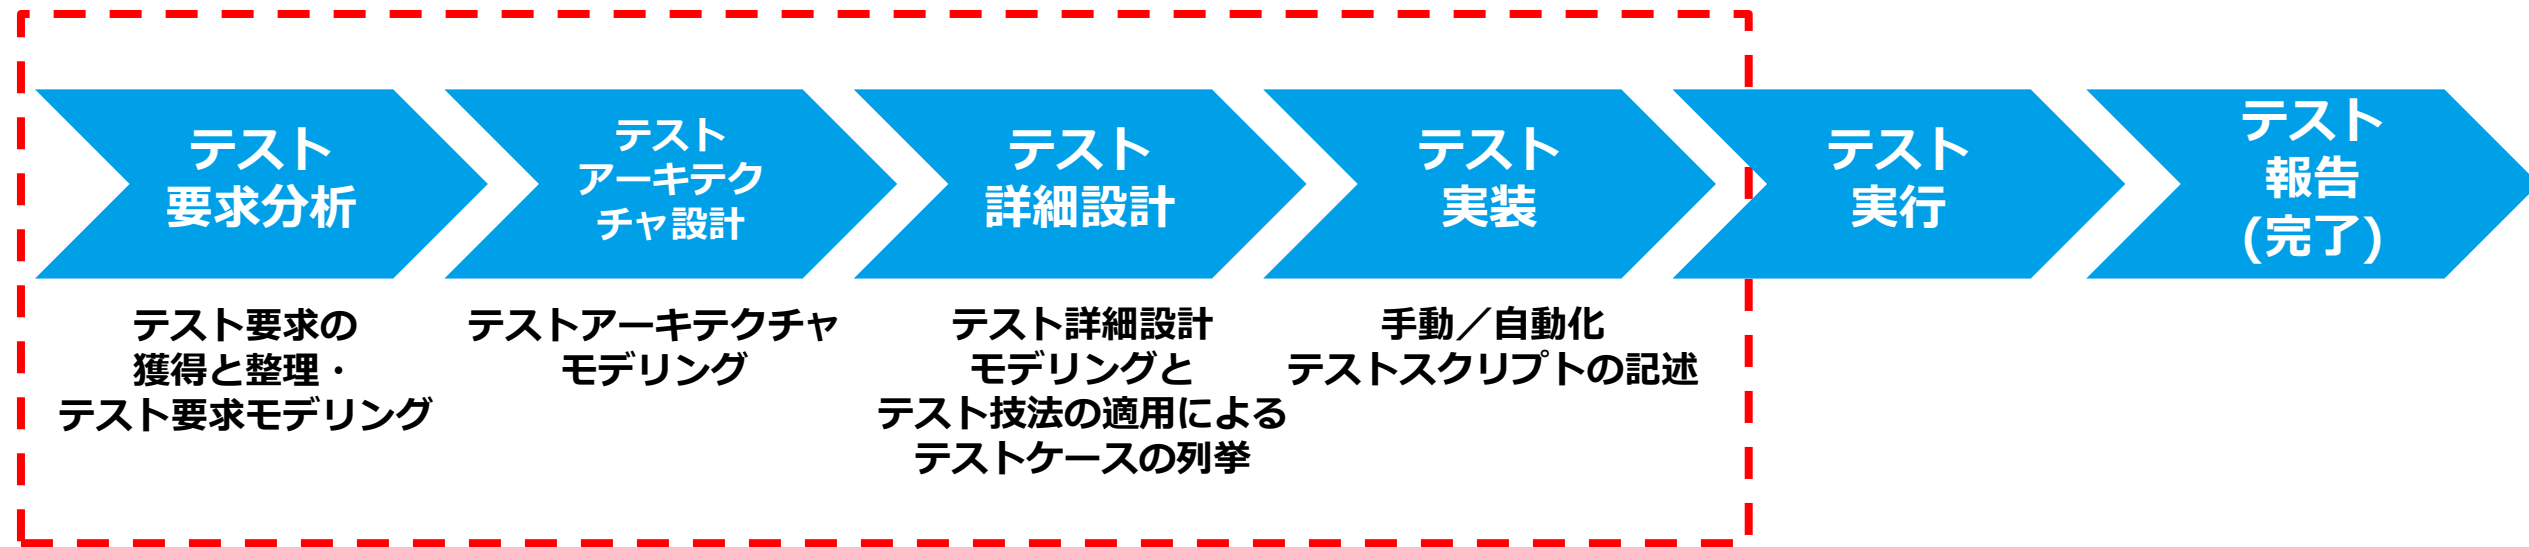 テスト
要求分析
テスト
アーキテク
チャ設計
テスト
詳細設計
テスト
実装
テスト
実行
テスト
報告
(完了)
テスト要求の
獲得と整理・
テスト要求モデリング
テストアーキテクチャ
モデリング
テスト詳細設計
モデリングと
テスト技法の適用による
テストケースの列挙
手動／自動化
テストスクリプトの記述